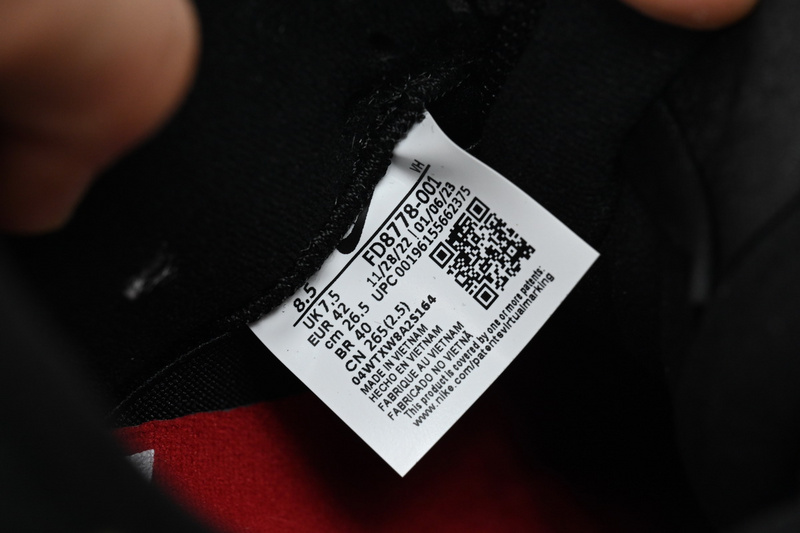 VH
8.5 FD8778-001
UK 7.5 11/28/22 | 01/06/23
EUR 42 UPC 00196155662375
cm 26.5
BR 40
CN 265(2.5)
04WTXW8A2S164
MADE IN VIETNAM
HECHO EN VIETNAM
FABRIQUE AU VIETNAM
FABRICADO NO VIETNÃ
This product is covered by one or more patents:
www.nike.com/patentsvirtualmarking